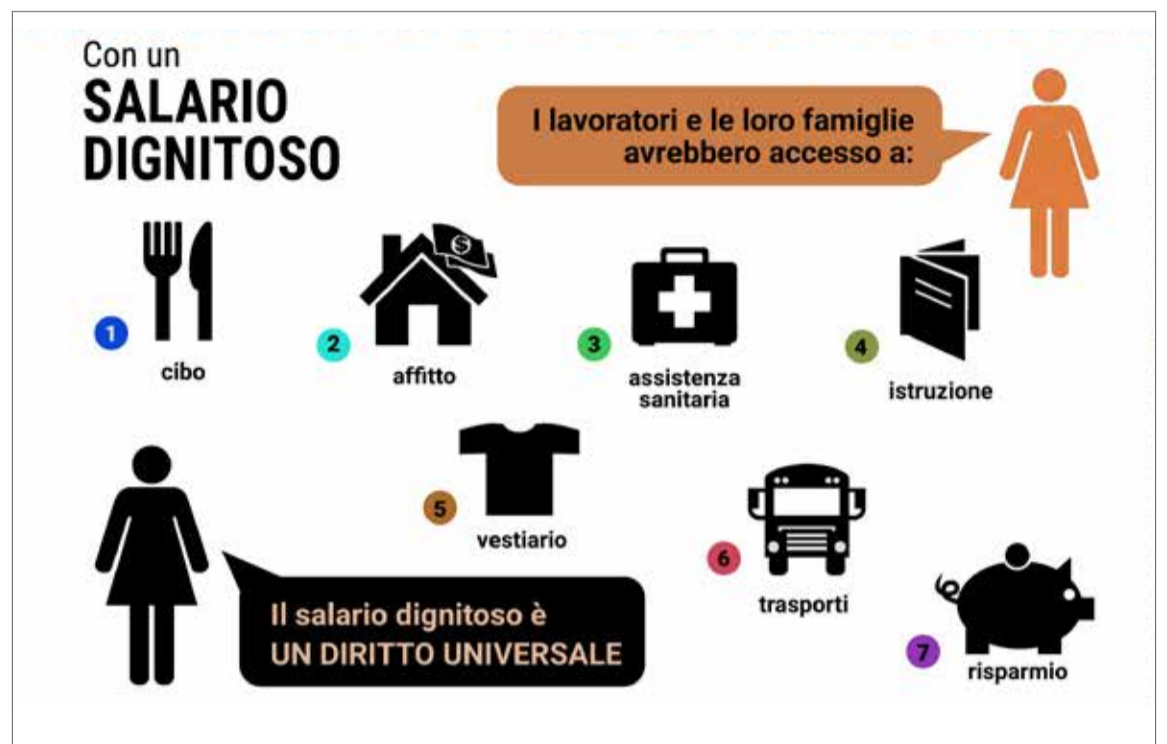 Con un
SALARIO
DIGNITOSO
I lavoratori e le loro famiglie
avrebbero accesso a:
1
cibo
2
$
affitto
3
assistenza
sanitaria
4
istruzione
5
vestiario
6
trasporti
7
risparmio
Il salario dignitoso è
UN DIRITTO UNIVERSALE